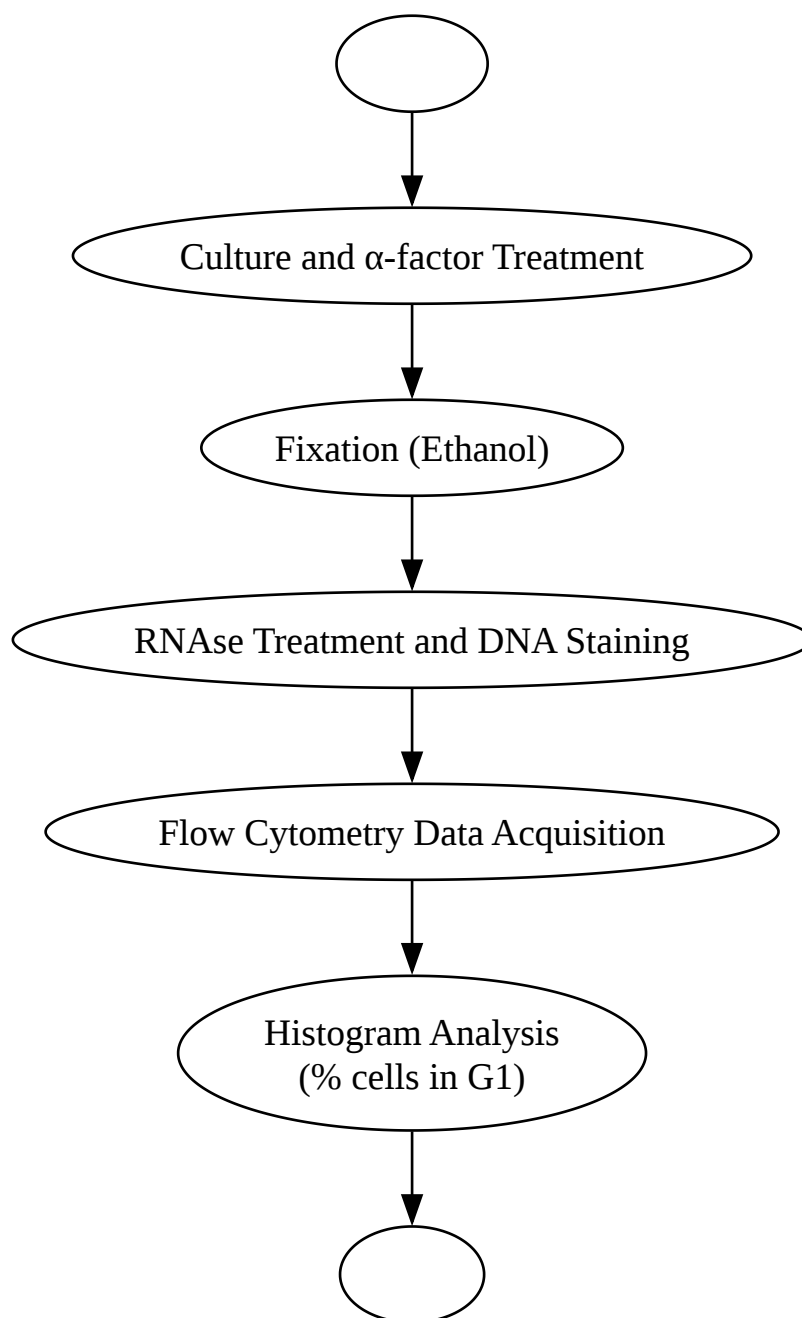 Culture and α-factor Treatment
Fixation (Ethanol)
RNAse Treatment and DNA Staining
Flow Cytometry Data Acquisition
Histogram Analysis
(% cells in G1)